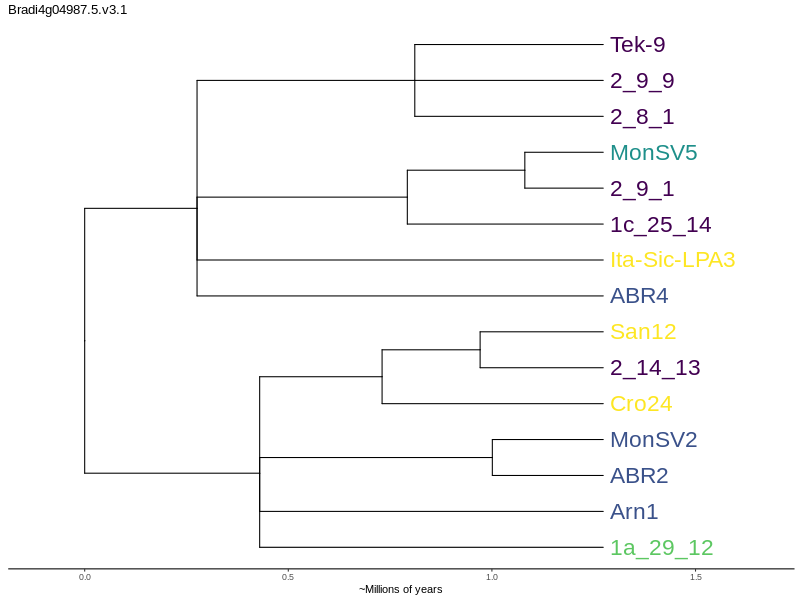 Bradi4g04987.5.v3.1
Tek-9
2_9_9
2_8_1
MonSV5
2_9_1
1c_25_14
Ita-Sic-LPA3
ABR4
San12
2_14_13
Cro24
MonSV2
ABR2
Arn1
1a_29_12
0.0 0.5 1.0 1.5
~Millions of years